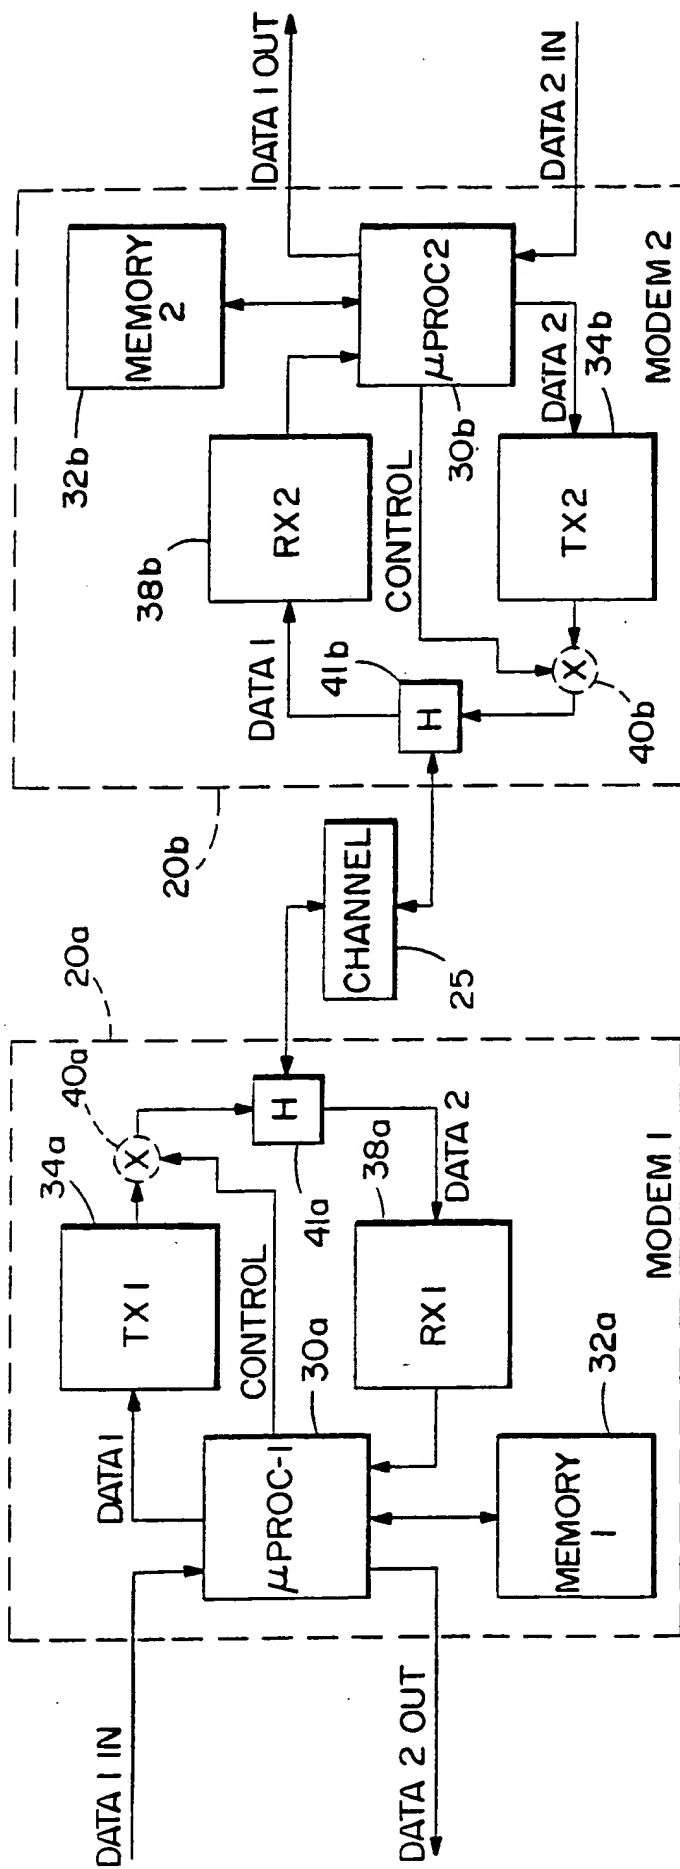 DATA 1 IN
DATA 2 OUT
DATA 1
μPROC-1
30a
CONTROL
TX 1
34a
X
40a
20a
H
41a
DATA 2
38a
RX 1
MEMORY
1
32a
MODEM 1
CHANNEL
25
20b
H
41b
DATA 1
38b
RX2
32b
MEMORY
2
CONTROL
μPROC2
30b
X
40b
TX2
DATA 2
34b
MODEM 2
DATA 1 OUT
DATA 2 IN